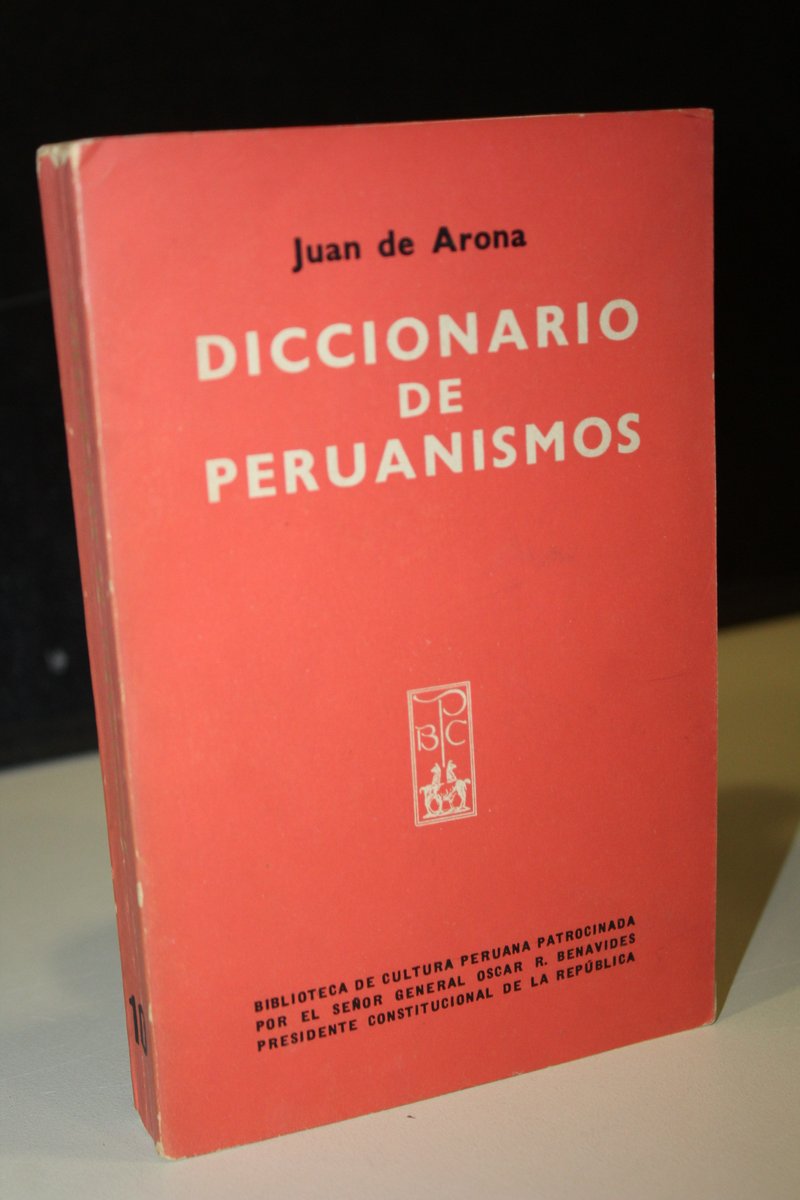 Juan de Arona
DICCIONARIO
DE
PERUANISMOS
P
B C
BIBLIOTECA DE CULTURA PERUANA PATROCINADA
POR EL SEÑOR GENERAL OSCAR R. BENAVIDES
PRESIDENTE CONSTITUCIONAL DE LA REPÚBLICA
10